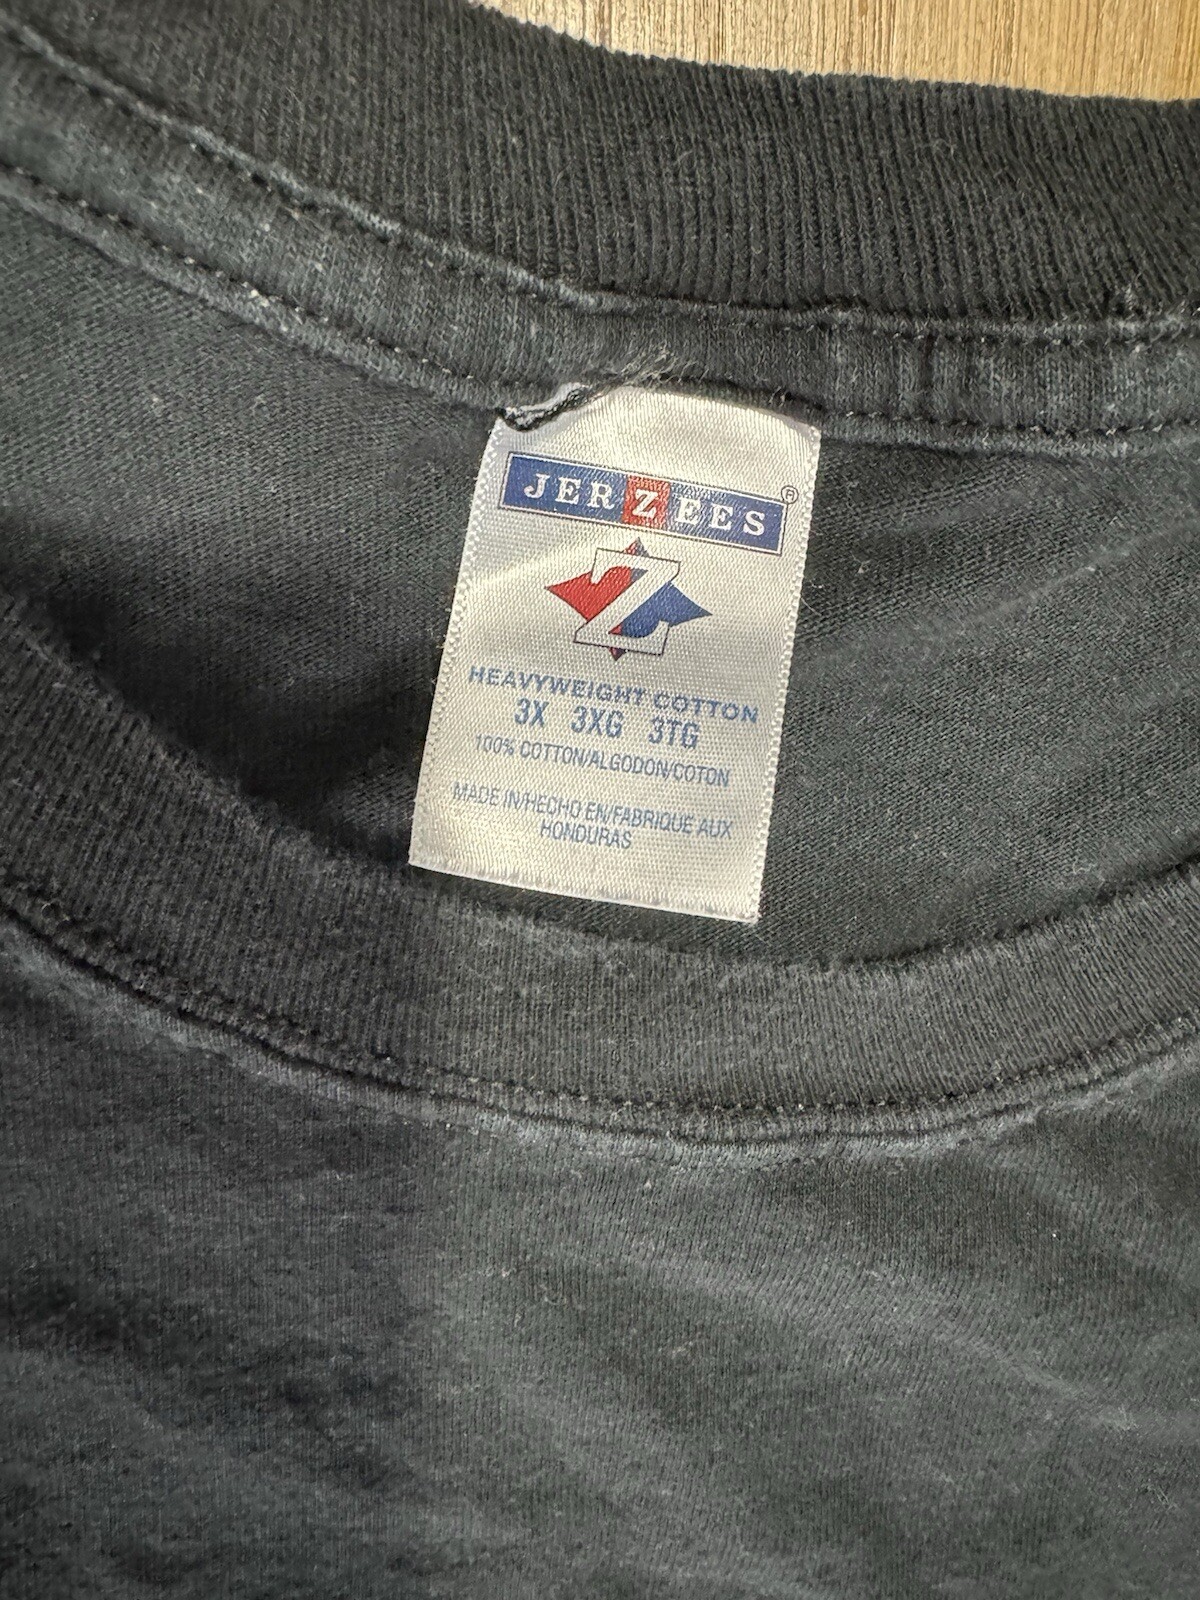 JERZEES ®
Z
HEAVYWEIGHT COTTON
3X 3XG 3TG
100% COTTON/ALGODON/COTON
MADE IN/HECHO EN/FABRIQUE AUX
HONDURAS